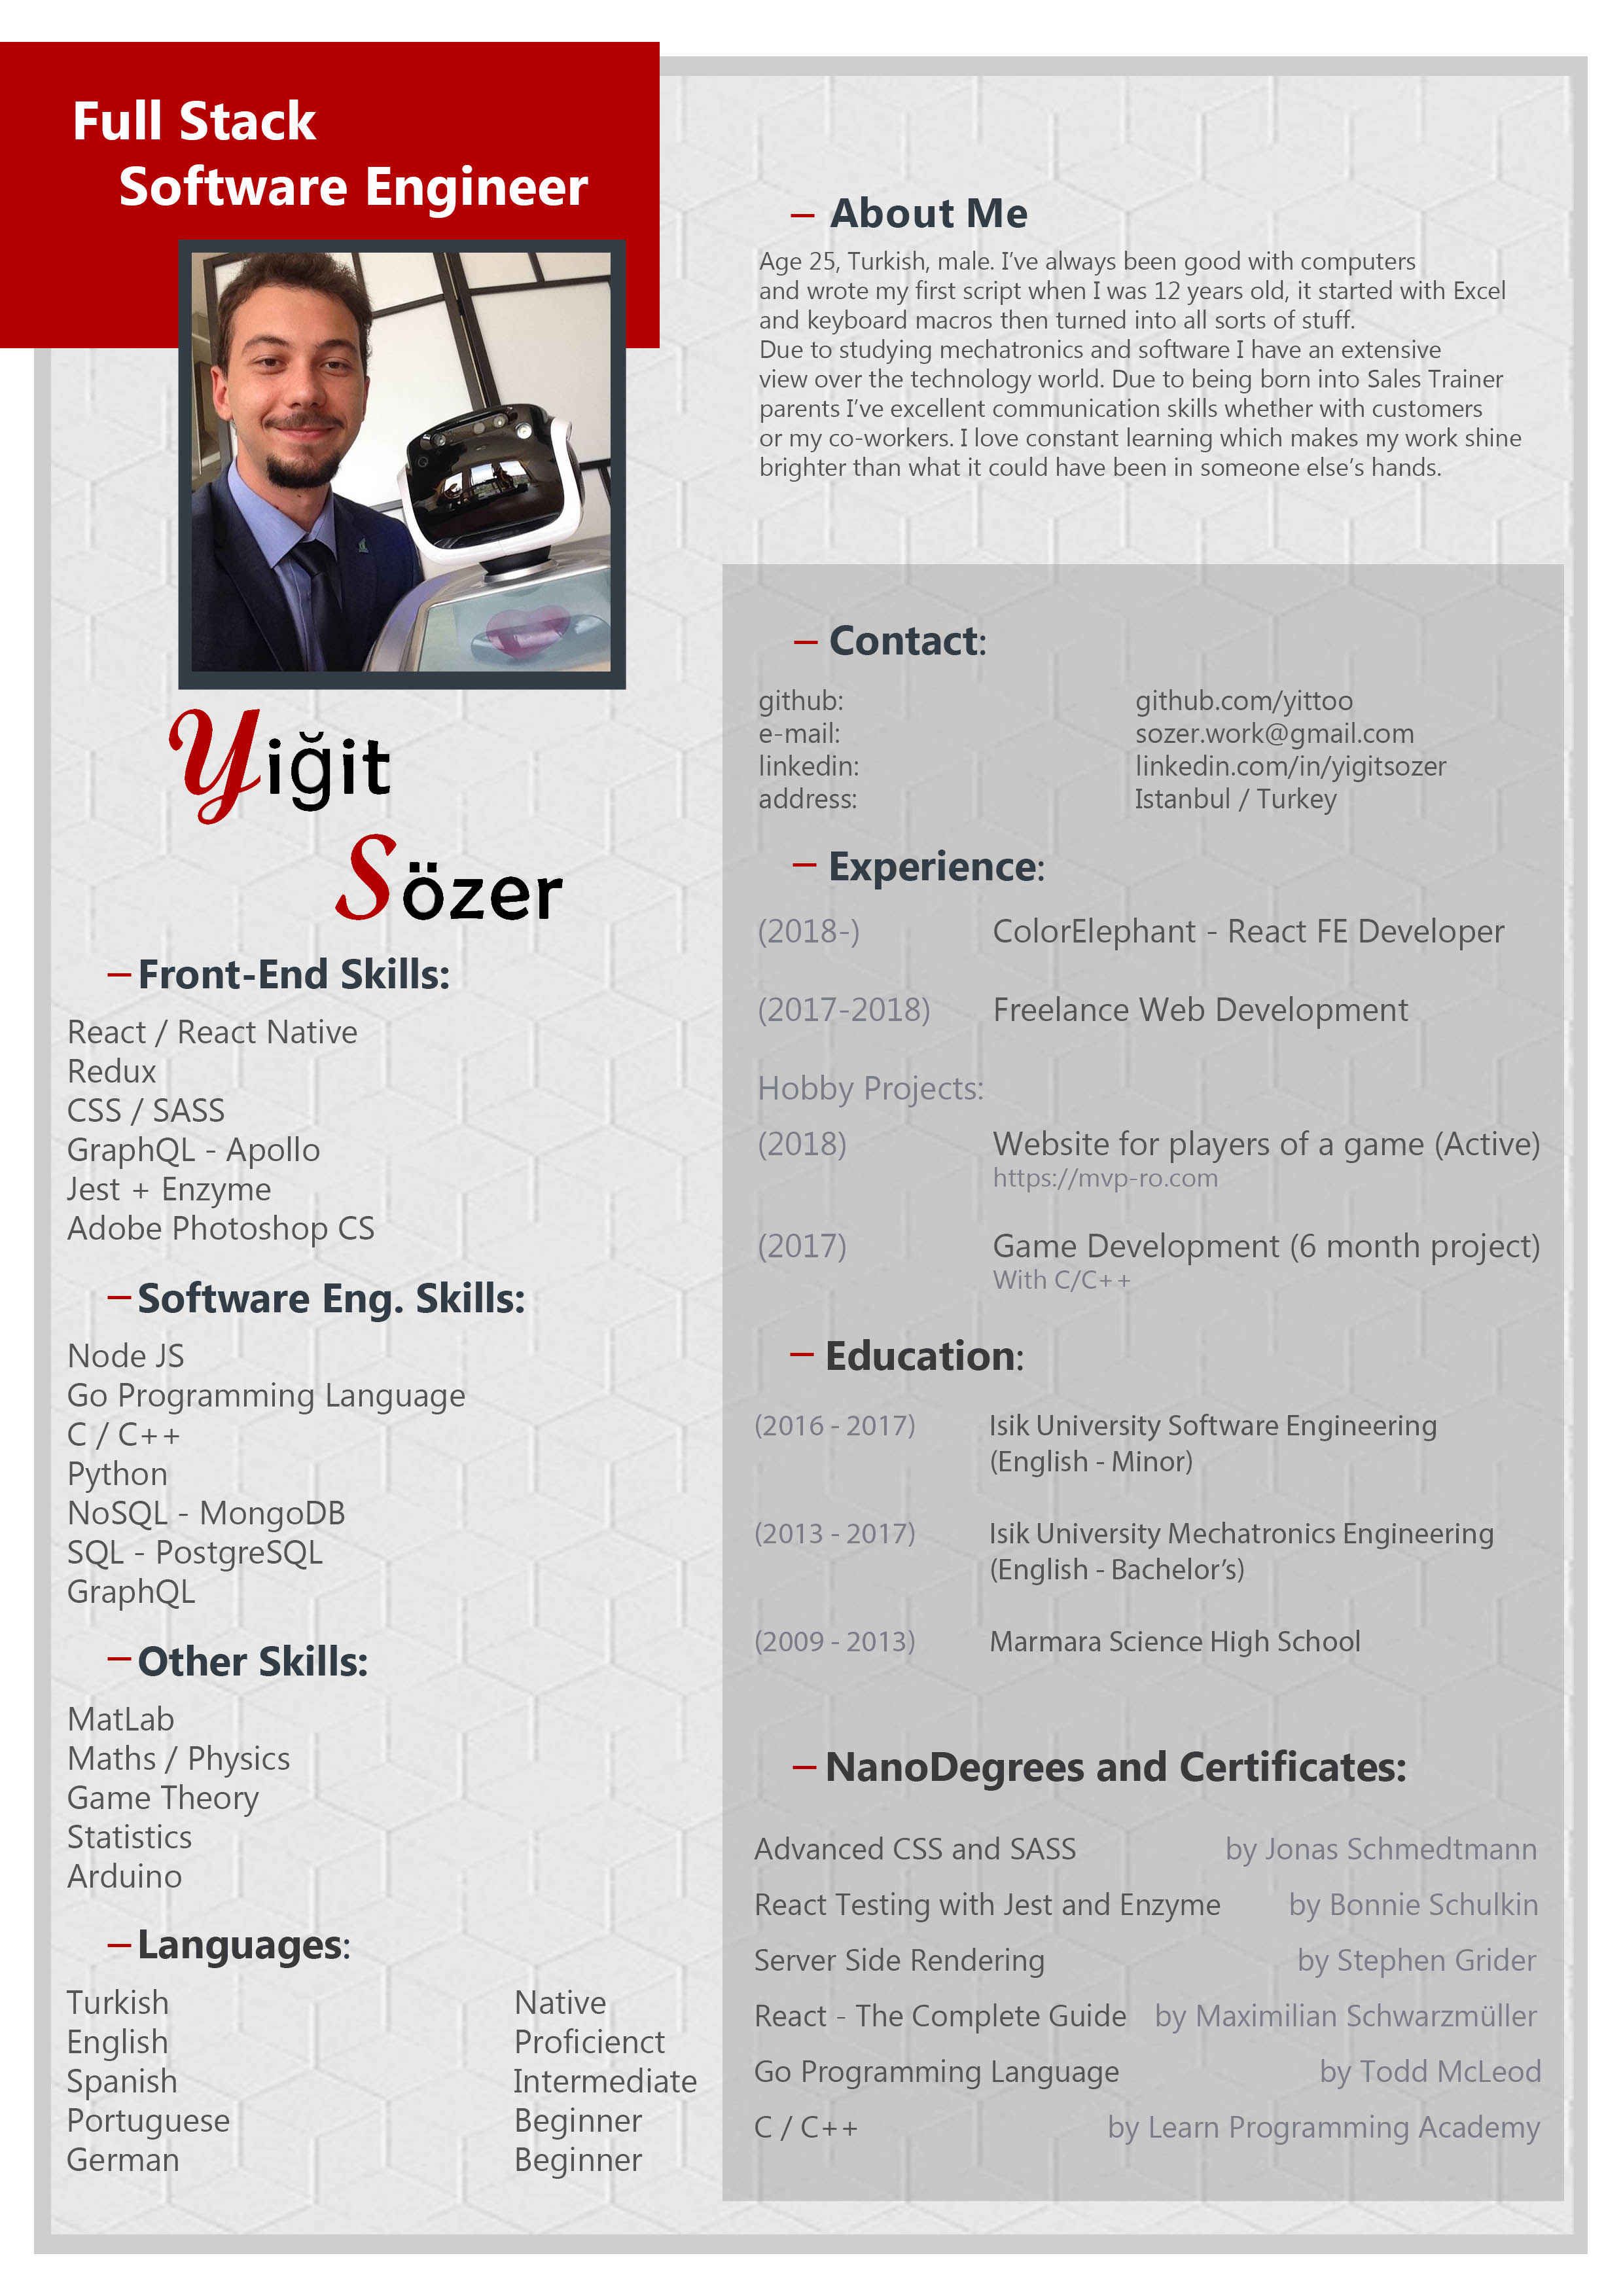 Full Stack
Software Engineer
Yiğit
Sözer
– Front-End Skills:
React / React Native
Redux
CSS / SASS
GraphQL - Apollo
Jest + Enzyme
Adobe Photoshop CS
– Software Eng. Skills:
Node JS
Go Programming Language
C / C++
Python
NoSQL - MongoDB
SQL - PostgreSQL
GraphQL
– Other Skills:
MatLab
Maths / Physics
Game Theory
Statistics
Arduino
– Languages:
Turkish Native
English Proficienct
Spanish Intermediate
Portuguese Beginner
German Beginner
– About Me
Age 25, Turkish, male. I've always been good with computers
and wrote my first script when I was 12 years old, it started with Excel
and keyboard macros then turned into all sorts of stuff.
Due to studying mechatronics and software I have an extensive
view over the technology world. Due to being born into Sales Trainer
parents I've excellent communication skills whether with customers
or my co-workers. I love constant learning which makes my work shine
brighter than what it could have been in someone else's hands.
– Contact:
github: github.com/yittoo
e-mail: sozer.work@gmail.com
linkedin: linkedin.com/in/yigitsozer
address: Istanbul / Turkey
– Experience:
(2018-) ColorElephant - React FE Developer
(2017-2018) Freelance Web Development
Hobby Projects:
(2018) Website for players of a game (Active)
https://mvp-ro.com
(2017) Game Development (6 month project)
With C/C++
– Education:
(2016 - 2017) Isik University Software Engineering
(English - Minor)
(2013 - 2017) Isik University Mechatronics Engineering
(English - Bachelor's)
(2009 - 2013) Marmara Science High School
– NanoDegrees and Certificates:
Advanced CSS and SASS by Jonas Schmedtmann
React Testing with Jest and Enzyme by Bonnie Schulkin
Server Side Rendering by Stephen Grider
React - The Complete Guide by Maximilian Schwarzmüller
Go Programming Language by Todd McLeod
C / C++ by Learn Programming Academy